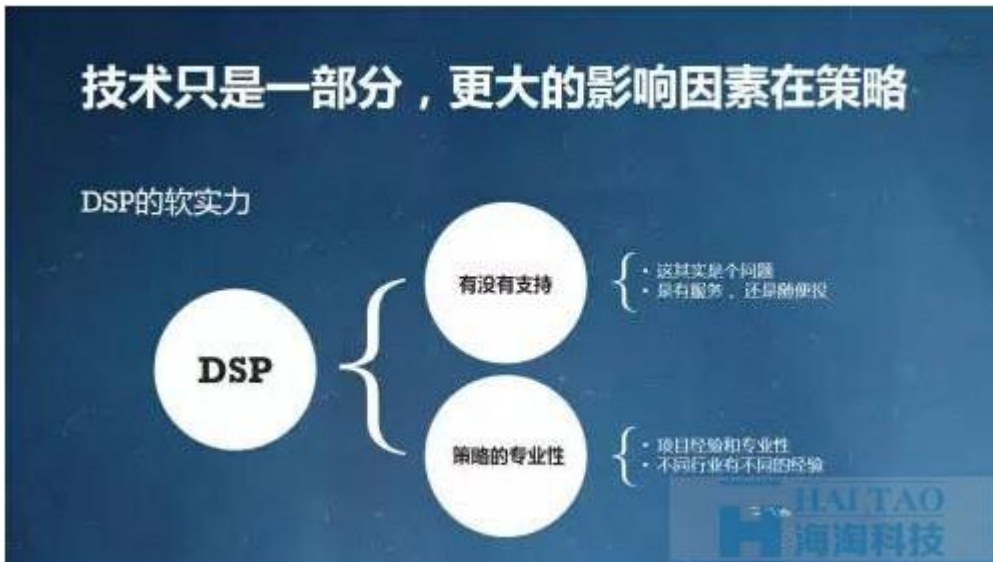 技术只是一部分，更大的影响因素在策略
DSP的软实力
DSP
有没有支持
• 这其实是个问题
• 是有服务，还是随便投
策略的专业性
• 项目经验和专业性
• 不同行业有不同的经验
HAITAO
海淘科技